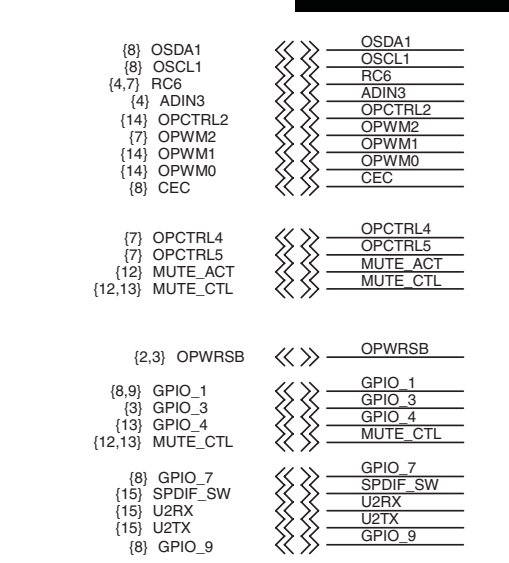 {8} OSDA1 OSDA1
{8} OSCL1 OSCL1
{4,7} RC6 RC6
{4} ADIN3 ADIN3
{14} OPCTRL2 OPCTRL2
{7} OPWM2 OPWM2
{14} OPWM1 OPWM1
{14} OPWM0 OPWM0
{8} CEC CEC
{7} OPCTRL4 OPCTRL4
{7} OPCTRL5 OPCTRL5
{12} MUTE_ACT MUTE_ACT
{12,13} MUTE_CTL MUTE_CTL
{2,3} OPWRSB OPWRSB
{8,9} GPIO_1 GPIO_1
{3} GPIO_3 GPIO_3
{13} GPIO_4 GPIO_4
{12,13} MUTE_CTL MUTE_CTL
{8} GPIO_7 GPIO_7
{15} SPDIF_SW SPDIF_SW
{15} U2RX U2RX
{15} U2TX U2TX
{8} GPIO_9 GPIO_9